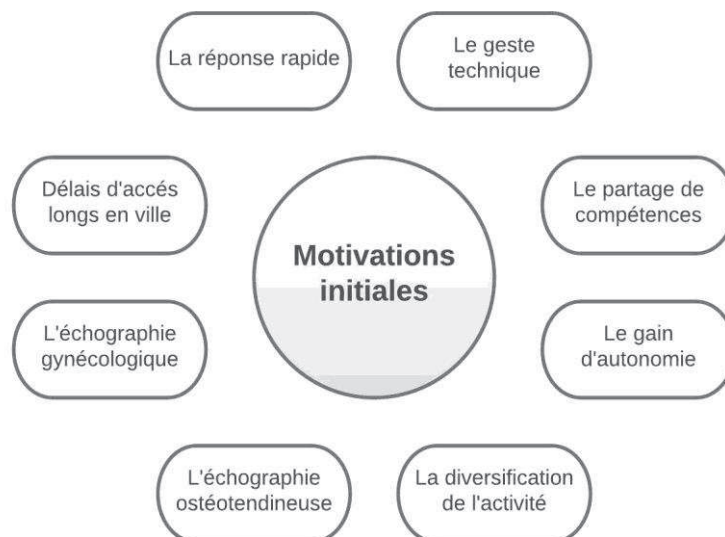 La réponse rapide
Le geste
technique
Délais d'accés
longs en ville
Le partage de
compétences
Motivations
initiales
L'échographie
gynécologique
Le gain
d'autonomie
L'échographie
ostéotendineuse
La diversification
de l'activité